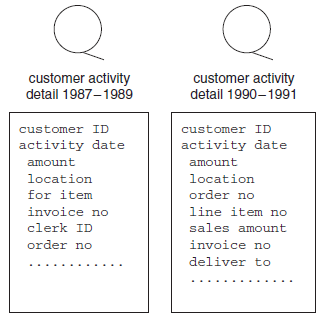 customer activity
detail 1987–1989
customer ID
activity date
amount
location
for item
invoice no
clerk ID
order no
............
customer activity
detail 1990–1991
customer ID
activity date
amount
location
order no
line item no
sales amount
invoice no
deliver to
.............